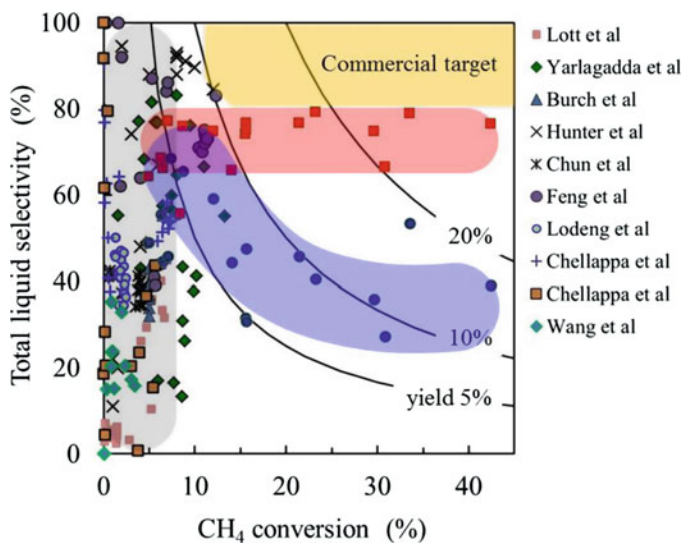 100
80
60
40
20
0
Total liquid selectivity (%)
0 10 20 30 40
CH4 conversion (%)
Commercial target
20%
10%
yield 5%
Lott et al
Yarlagadda et al
Burch et al
Hunter et al
Chun et al
Feng et al
Lodeng et al
Chellappa et al
Chellappa et al
Wang et al